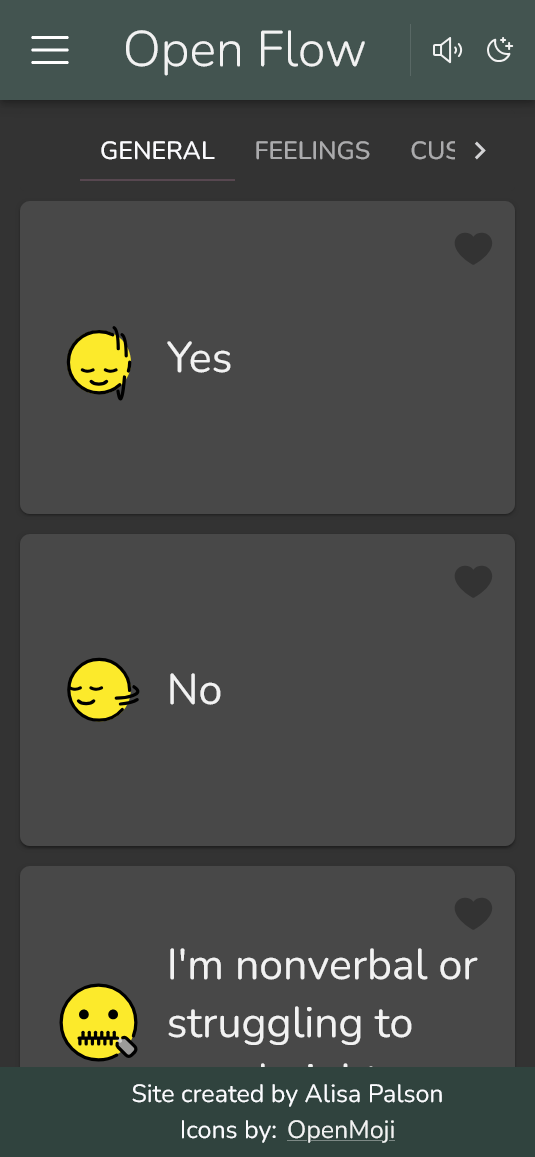 Open Flow
GENERAL FEELINGS CUS
Yes
No
I'm nonverbal or
struggling to
Site created by Alisa Palson
Icons by: OpenMoji